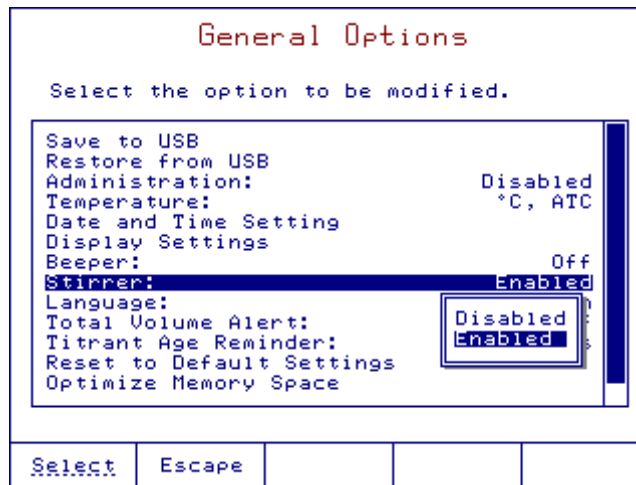 General Options
Select the option to be modified.
Save to USB
Restore from USB
Administration: Disabled
Temperature: °C, ATC
Date and Time Setting
Display Settings
Beeper: Off
Stirrer: Enabled
Language:
Total Volume Alert:
Titrant Age Reminder:
Reset to Default Settings
Optimize Memory Space
Disabled
Enabled
Select Escape